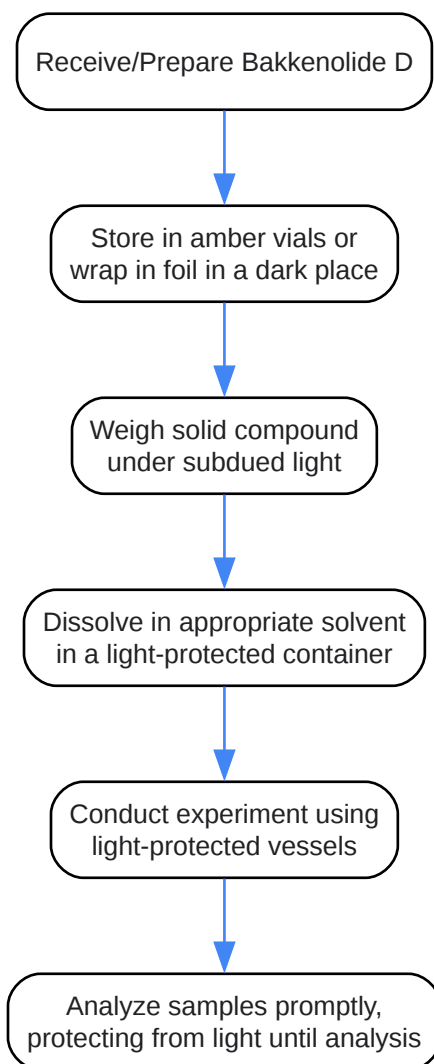 Receive/Prepare Bakkenolide D
Store in amber vials or
wrap in foil in a dark place
Weigh solid compound
under subdued light
Dissolve in appropriate solvent
in a light-protected container
Conduct experiment using
light-protected vessels
Analyze samples promptly,
protecting from light until analysis